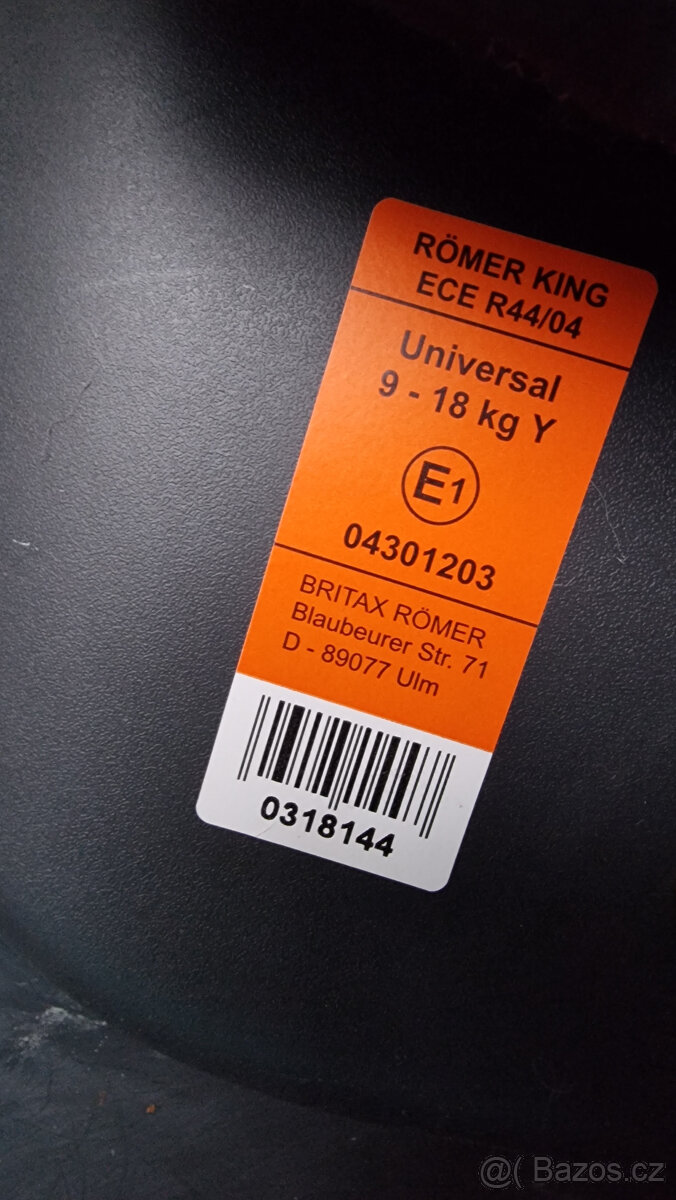 RÖMER KING
ECE R44/04
Universal
9 - 18 kg Y
E1
04301203
BRITAX RÖMER
Blaubeurer Str. 71
D - 89077 Ulm
0318144
@( Bazos.cz